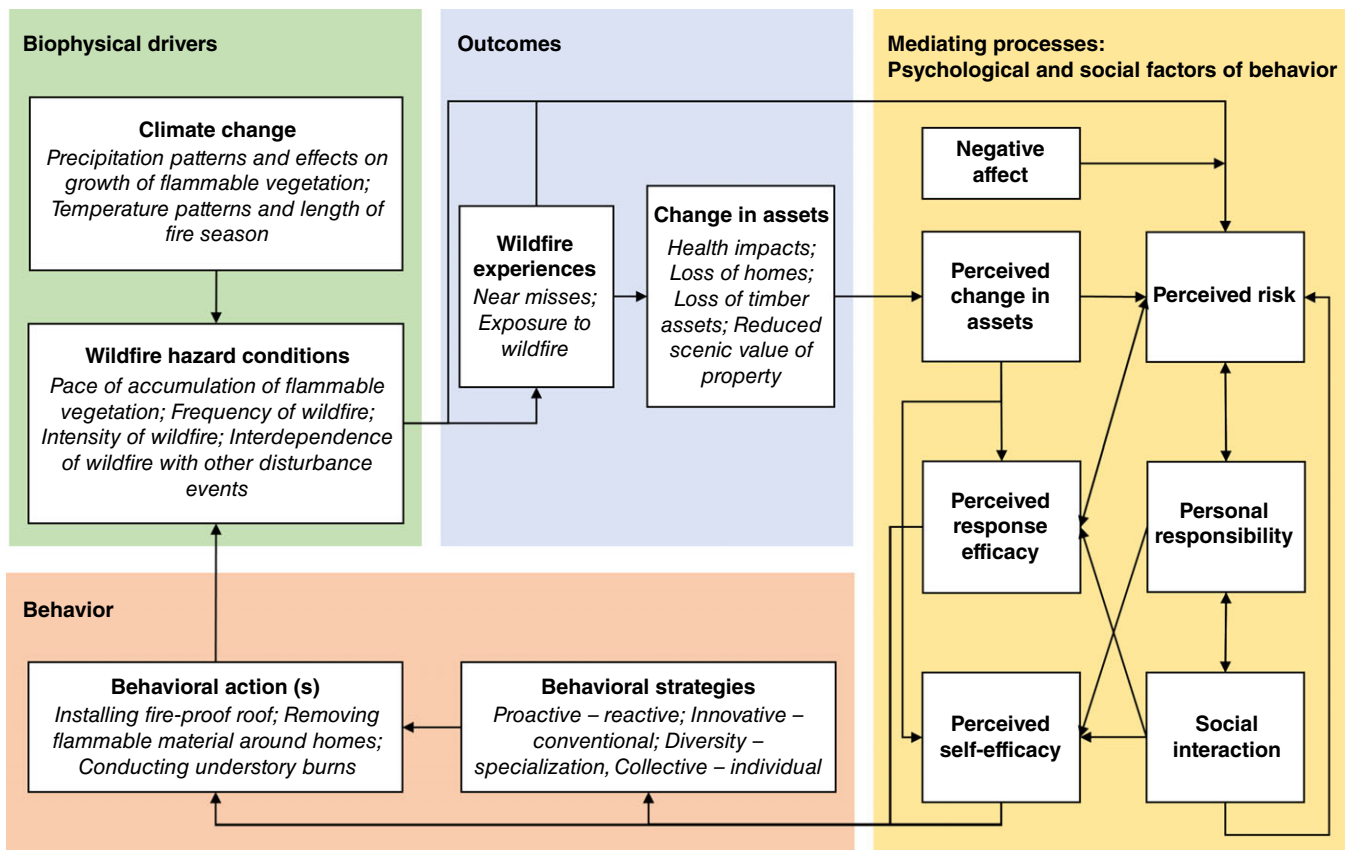 Biophysical drivers
Climate change
Precipitation patterns and effects on
growth of flammable vegetation;
Temperature patterns and length of
fire season
Wildfire hazard conditions
Pace of accumulation of flammable
vegetation; Frequency of wildfire;
Intensity of wildfire; Interdependence
of wildfire with other disturbance
events
Outcomes
Wildfire
experiences
Near misses;
Exposure to
wildfire
Change in assets
Health impacts;
Loss of homes;
Loss of timber
assets; Reduced
scenic value of
property
Mediating processes:
Psychological and social factors of behavior
Negative
affect
Perceived
change in
assets
Perceived risk
Perceived
response
efficacy
Personal
responsibility
Perceived
self-efficacy
Social
interaction
Behavior
Behavioral action (s)
Installing fire-proof roof; Removing
flammable material around homes;
Conducting understory burns
Behavioral strategies
Proactive – reactive; Innovative –
conventional; Diversity –
specialization, Collective – individual